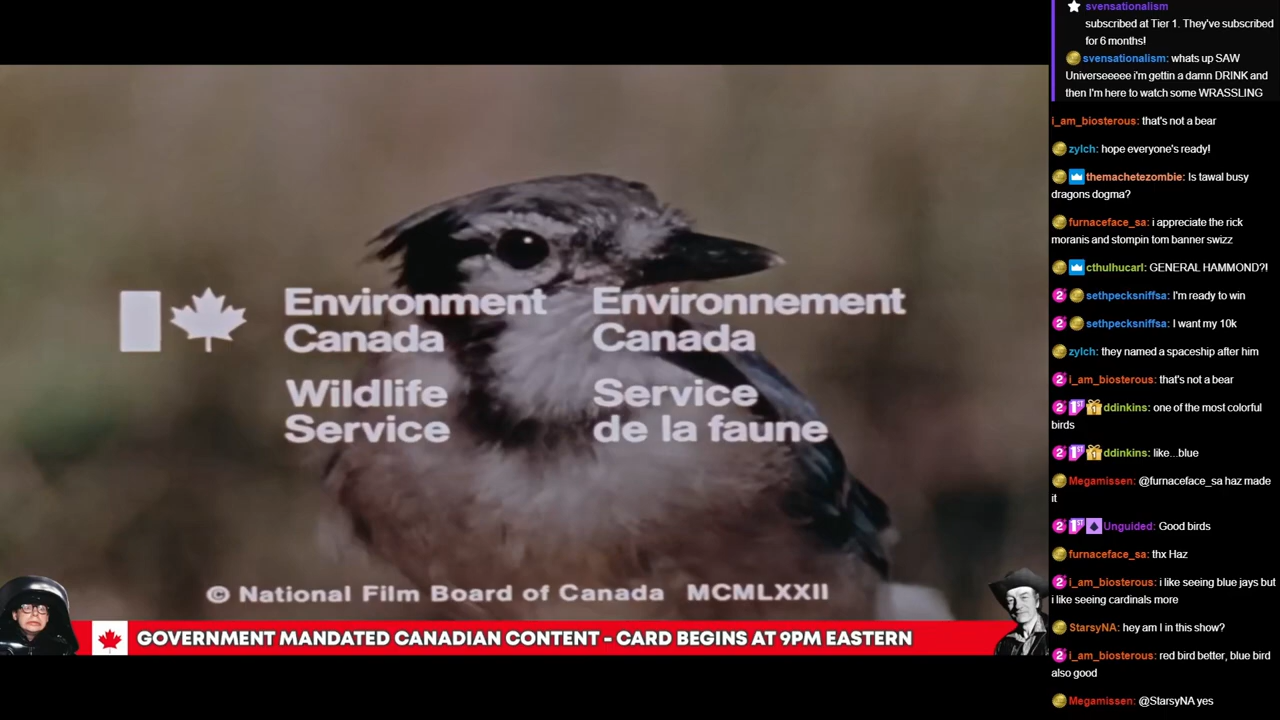 Environment
Canada
Environnement
Canada
Wildlife
Service
Service
de la faune
© National Film Board of Canada MCMLXXII
GOVERNMENT MANDATED CANADIAN CONTENT - CARD BEGINS AT 9PM EASTERN
svensationalism
subscribed at Tier 1. They've subscribed
for 6 months!
svensationalism: whats up SAW
Universeeeee i'm gettin a damn DRINK and
then I'm here to watch some WRASSLING
i_am_biosterous: that's not a bear
zylch: hope everyone's ready!
themachetezombie: Is tawal busy
dragons dogma?
furnaceface_sa: i appreciate the rick
moranis and stompin tom banner swizz
cthulhucarl: GENERAL HAMMOND?!
sethpecksniffsa: I'm ready to win
sethpecksniffsa: I want my 10k
zylch: they named a spaceship after him
i_am_biosterous: that's not a bear
ddinkins: one of the most colorful
birds
ddinkins: like...blue
Megamissen: @furnaceface_sa haz made
it
Unguided: Good birds
furnaceface_sa: thx Haz
i_am_biosterous: i like seeing blue jays but
i like seeing cardinals more
StarsyNA: hey am I in this show?
i_am_biosterous: red bird better, blue bird
also good
Megamissen: @StarsyNA yes